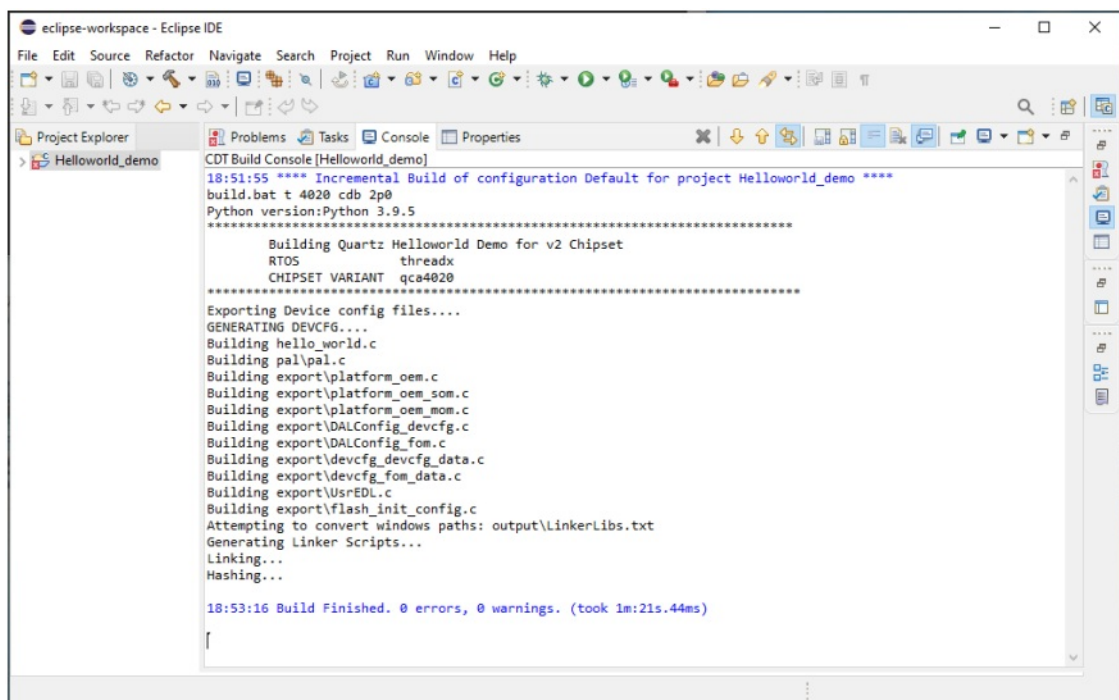 eclipse-workspace - Eclipse IDE
File Edit Source Refactor Navigate Search Project Run Window Help
Project Explorer
Problems Tasks Console Properties
Helloworld_demo
CDT Build Console [Helloworld_demo]
18:51:55 **** Incremental Build of configuration Default for project Helloworld_demo ****
build.bat t 4020 cdb 2p0
Python version:Python 3.9.5
******************************************************************************
Building Quartz Helloworld Demo for v2 Chipset
RTOS threadx
CHIPSET VARIANT qca4020
*******************************************************************************
Exporting Device config files....
GENERATING DEVCFG....
Building hello_world.c
Building pal\pal.c
Building export\platform_oem.c
Building export\platform_oem_som.c
Building export\platform_oem_mom.c
Building export\DALConfig_devcfg.c
Building export\DALConfig_fom.c
Building export\devcfg_devcfg_data.c
Building export\devcfg_fom_data.c
Building export\UsrEDL.c
Building export\flash_init_config.c
Attempting to convert windows paths: output\LinkerLibs.txt
Generating Linker Scripts...
Linking...
Hashing...
18:53:16 Build Finished. 0 errors, 0 warnings. (took 1m:21s.44ms)